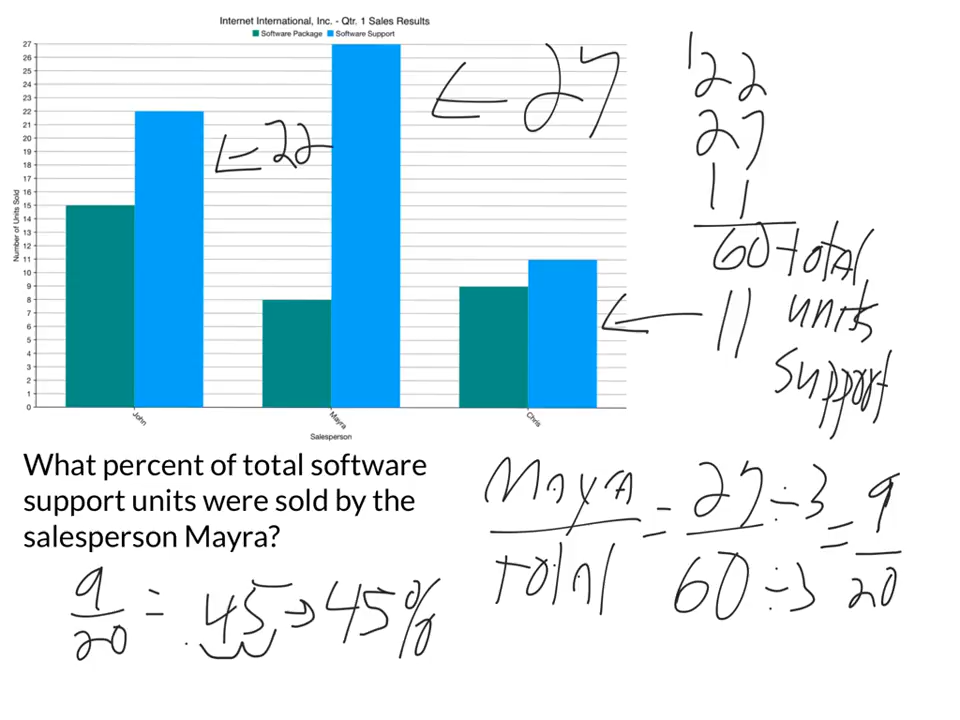 Internet International, Inc. - Qtr. 1 Sales Results
Software Package Software Support
27
26
25
24
23
22
21
20
19
18
17
16
15
14
13
12
11
10
9
8
7
6
5
4
3
2
1
0
Number of Units Sold
John
Mayra
Chris
Salesperson
←22
←27
1
22
27
11
60 total
units
support
← 11
What percent of total software
support units were sold by the
salesperson Mayra?
MAYRA / total = 27 ÷ 3 / 60 ÷ 3 = 9 / 20
9 / 20 = .45 → 45%